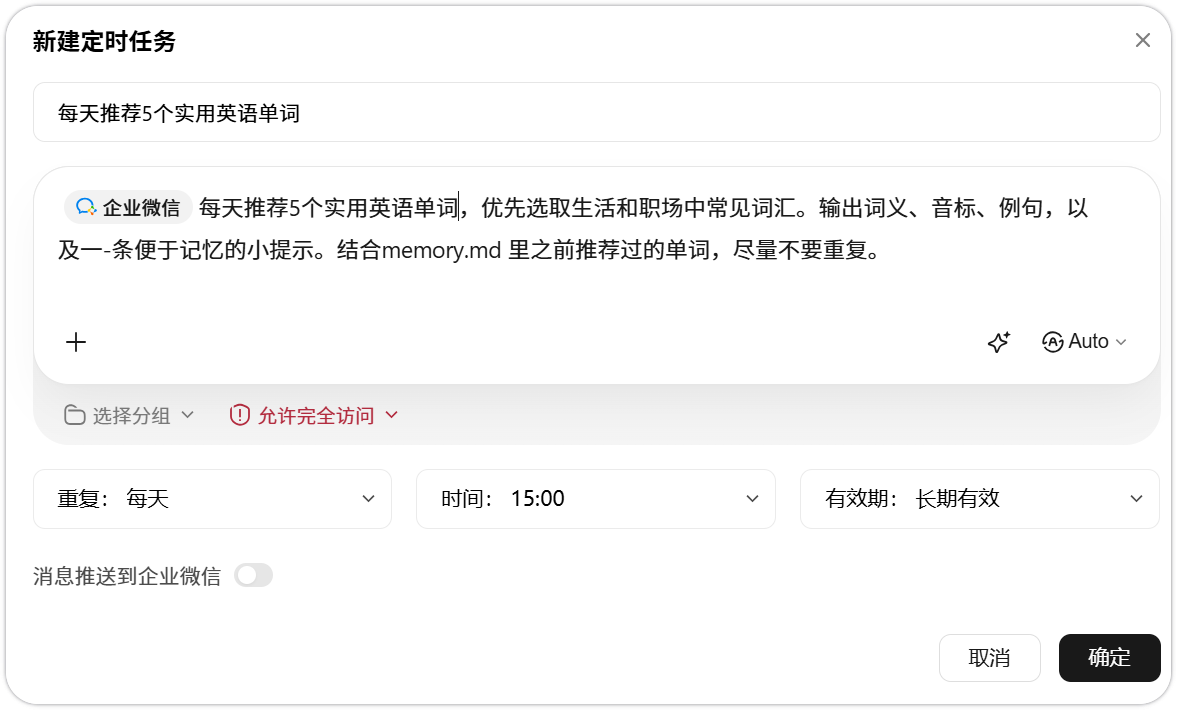 新建定时任务
每天推荐5个实用英语单词
企业微信 每天推荐5个实用英语单词，优先选取生活和职场中常见词汇。输出词义、音标、例句，以
及一-条便于记忆的小提示。结合memory.md 里之前推荐过的单词，尽量不要重复。
Auto
选择分组 允许完全访问
重复： 每天 时间： 15:00 有效期： 长期有效
消息推送到企业微信
取消 确定